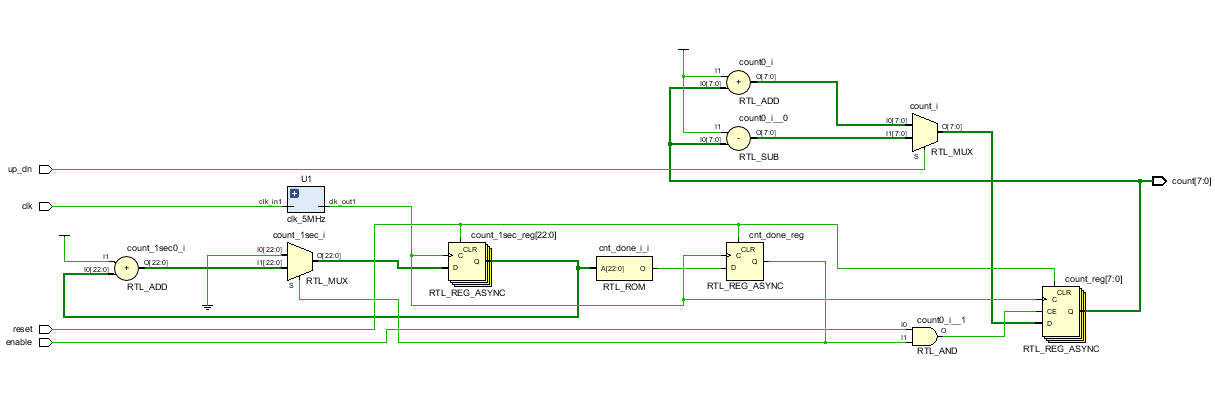 count0_i
I1
O[7:0]
I0[7:0]
+
RTL_ADD
count_i
count0_i__0
I0[7:0]
I1
O[7:0]
O[7:0]
I0[7:0]
-
I1[7:0]
RTL_SUB
S
RTL_MUX
up_dn
U1
count[7:0]
clk
clk_in1
clk_out1
clk_5MHz
count_1sec_i
count_1sec_reg[22:0]
cnt_done_reg
count_1sec0_i
I0[22:0]
O[22:0]
CLR
cnt_done_i_i
CLR
I1
O[22:0]
I1[22:0]
C
Q
C
Q
I0[22:0]
+
D
A[22:0]
O
D
RTL_ADD
S
RTL_MUX
RTL_REG_ASYNC
RTL_ROM
RTL_REG_ASYNC
count_reg[7:0]
CLR
C
CE
Q
count0_i__1
D
reset
I0
O
enable
I1
RTL_AND
RTL_REG_ASYNC